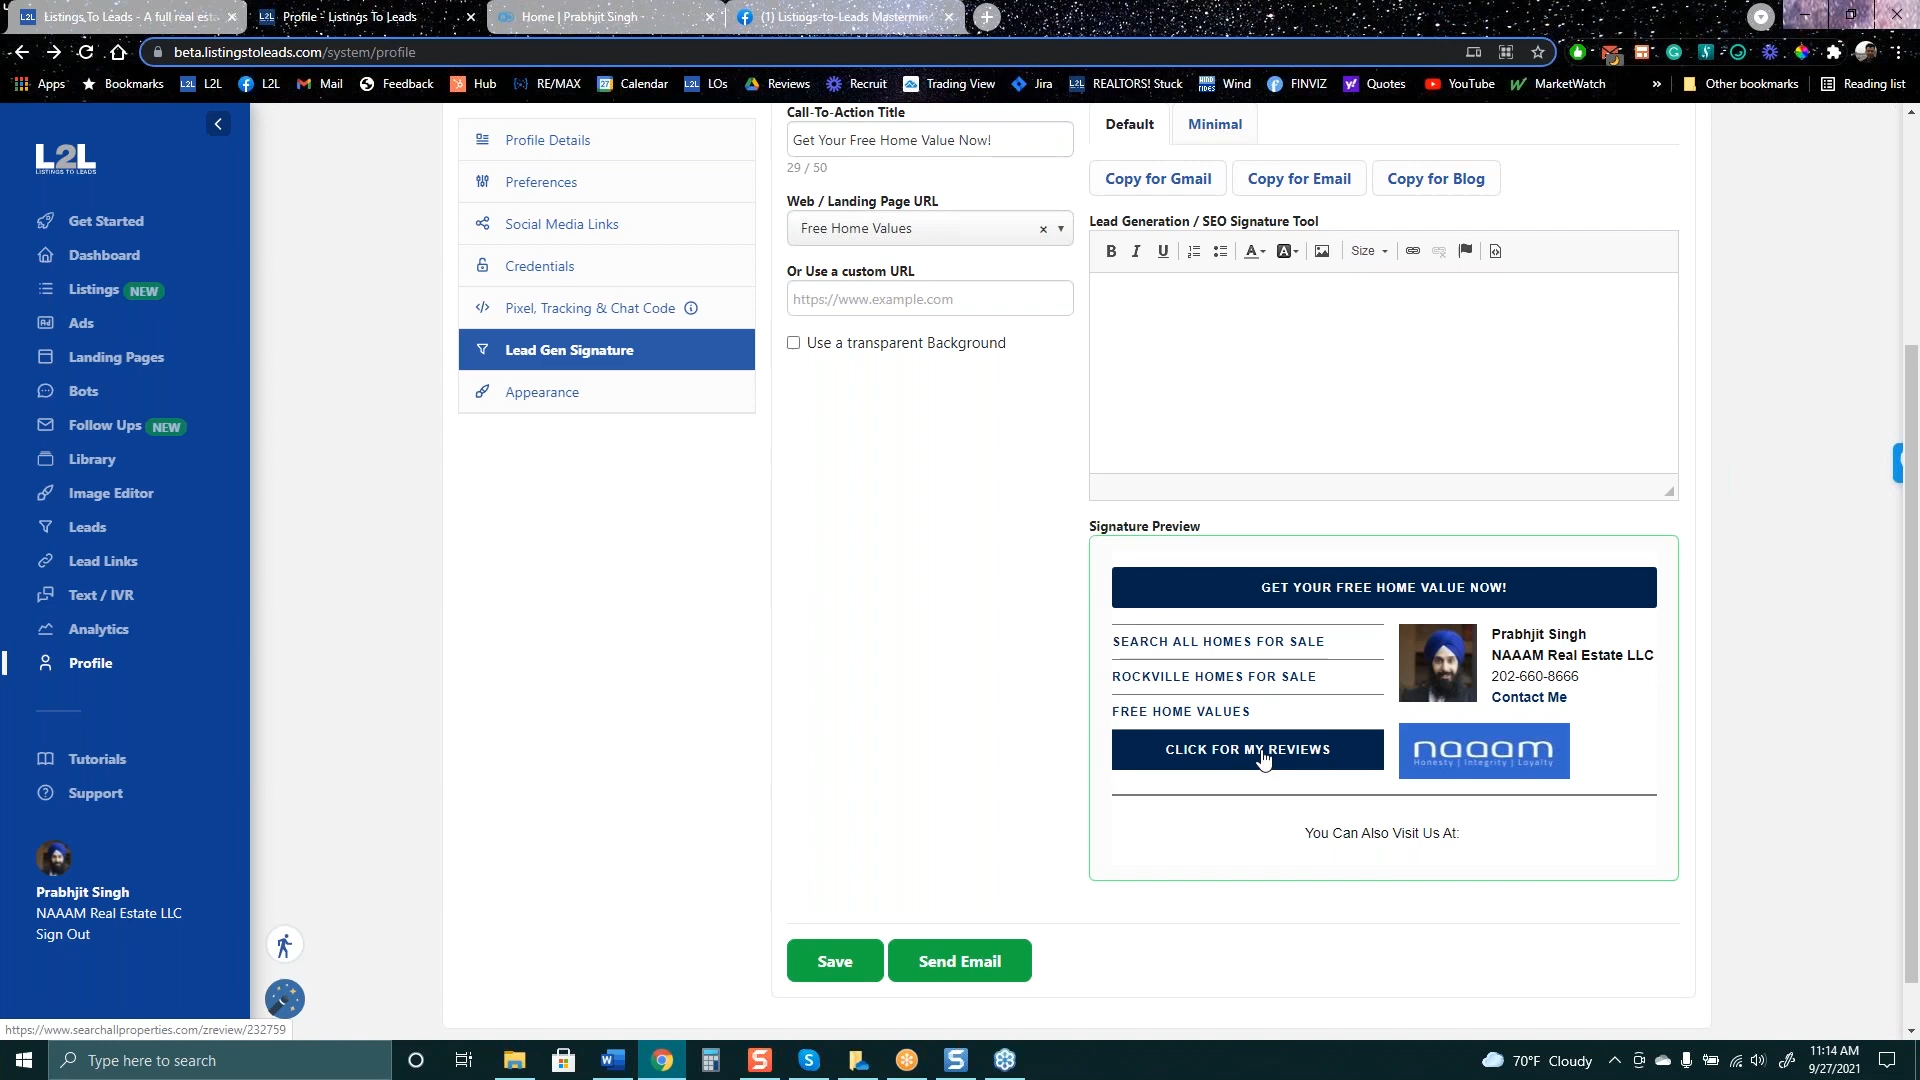 Listings To Leads - A full real est
Profile - Listings To Leads
Home | Prabhjit Singh
(1) Listings-to-Leads Mastermin
beta.listingstoleads.com/system/profile
Apps
Bookmarks
L2L
L2L
Mail
Feedback
Hub
RE/MAX
Calendar
LOs
Reviews
Recruit
Trading View
Jira
REALTORS! Stuck
Wind
FINVIZ
Quotes
YouTube
MarketWatch
»
Other bookmarks
Reading list
L2L
LISTINGS TO LEADS
Get Started
Dashboard
Listings NEW
Ads
Landing Pages
Bots
Follow Ups NEW
Library
Image Editor
Leads
Lead Links
Text / IVR
Analytics
Profile
Tutorials
Support
Prabhjit Singh
NAAAM Real Estate LLC
Sign Out
Profile Details
Preferences
Social Media Links
Credentials
Pixel, Tracking & Chat Code
Lead Gen Signature
Appearance
Call-To-Action Title
Get Your Free Home Value Now!
29 / 50
Web / Landing Page URL
Free Home Values
Or Use a custom URL
https://www.example.com
Use a transparent Background
Default
Minimal
Copy for Gmail
Copy for Email
Copy for Blog
Lead Generation / SEO Signature Tool
B I U A A Size
Signature Preview
GET YOUR FREE HOME VALUE NOW!
SEARCH ALL HOMES FOR SALE
ROCKVILLE HOMES FOR SALE
FREE HOME VALUES
CLICK FOR MY REVIEWS
Prabhjit Singh
NAAAM Real Estate LLC
202-660-8666
Contact Me
naaam
Honesty | Integrity | Loyalty
You Can Also Visit Us At:
Save
Send Email
https://www.searchallproperties.com/zreview/232759
Type here to search
70°F Cloudy
11:14 AM
9/27/2021